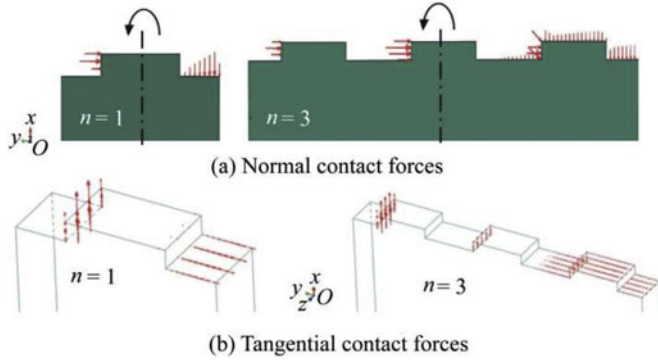 n = 1
n = 3
x
y O
(a) Normal contact forces
n = 1
n = 3
x
y
z O
(b) Tangential contact forces